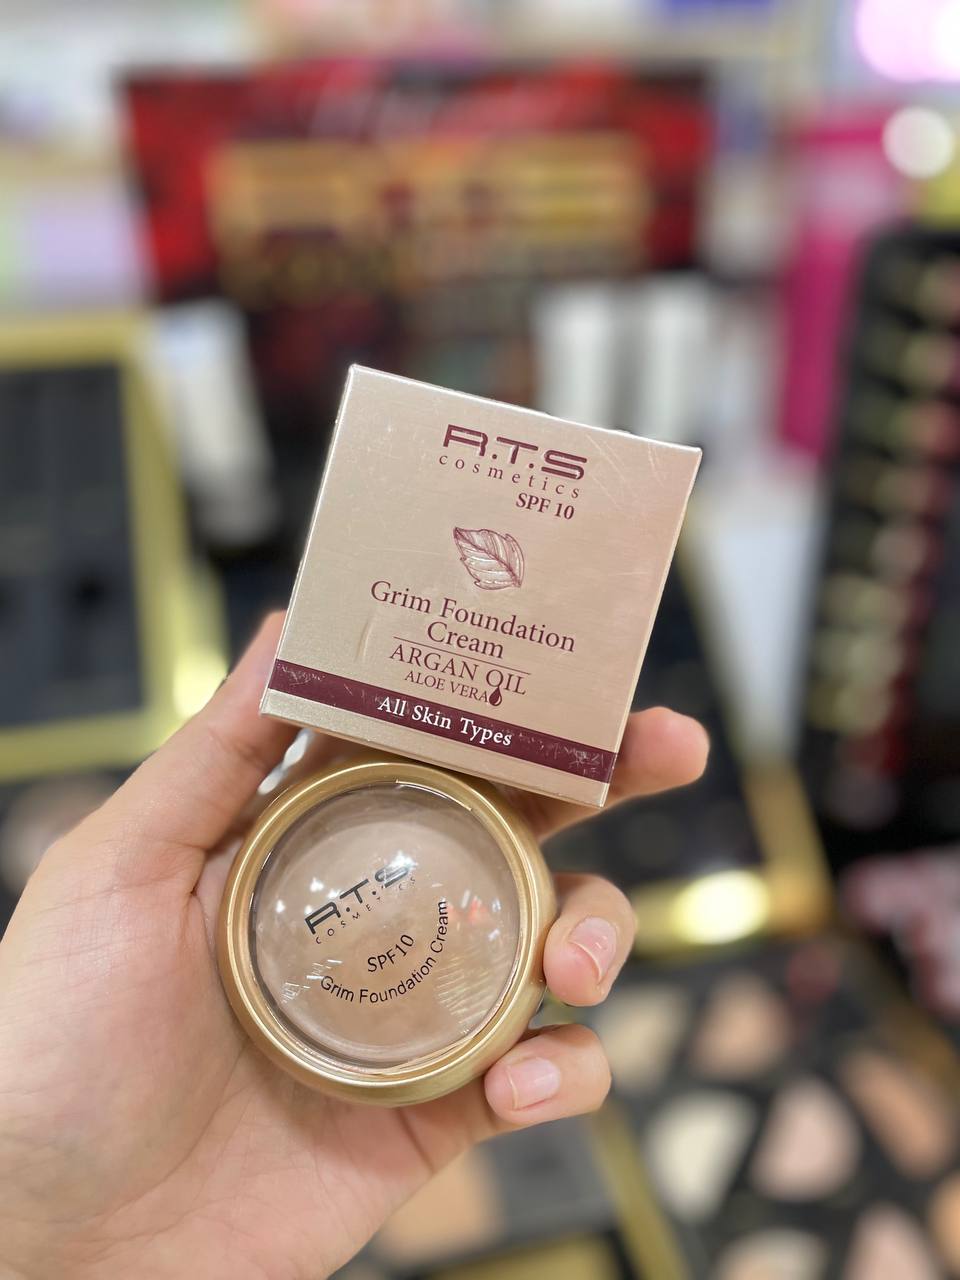 R.T.S
cosmetics
SPF 10
Grim Foundation
Cream
ARGAN OIL
ALOE VERA
All Skin Types
R.T.S
COSMETICS
SPF10
Grim Foundation Cream